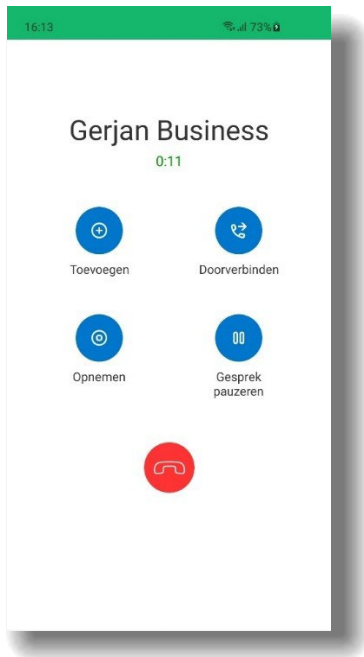 16:13 73%
Gerjan Business
0:11
Toevoegen Doorverbinden
Opnemen Gesprek
pauzeren